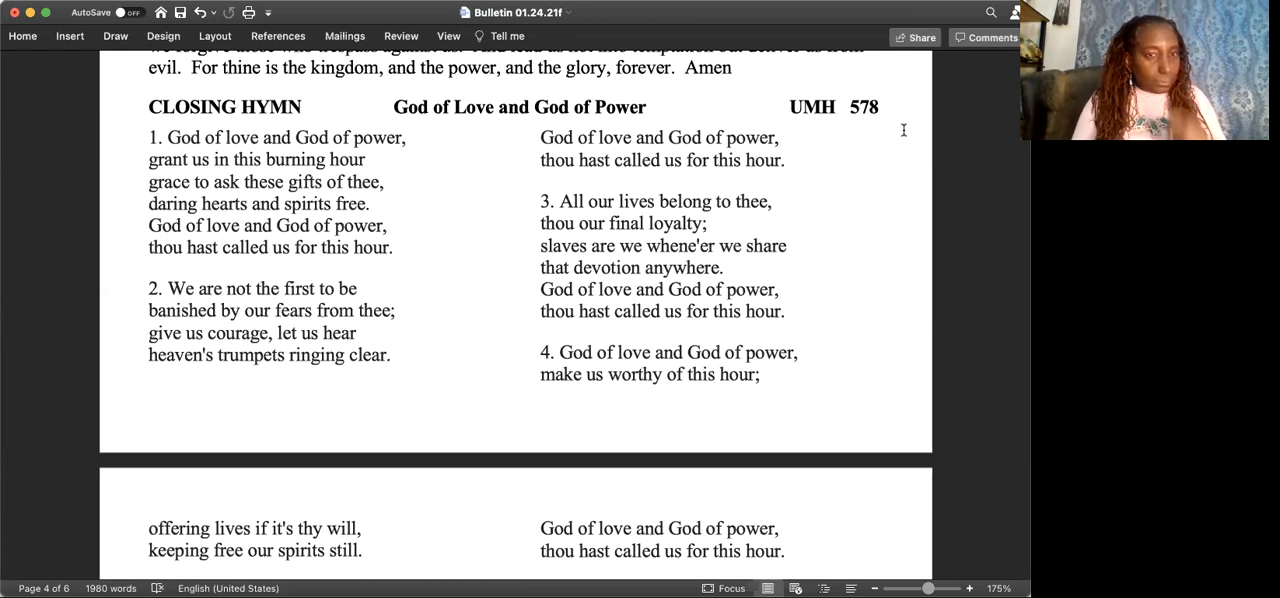 AutoSave OFF
Bulletin 01.24.21f
Home Insert Draw Design Layout References Mailings Review View Tell me Share Comments
evil. For thine is the kingdom, and the power, and the glory, forever. Amen
CLOSING HYMN God of Love and God of Power UMH 578
1. God of love and God of power,
grant us in this burning hour
grace to ask these gifts of thee,
daring hearts and spirits free.
God of love and God of power,
thou hast called us for this hour.
2. We are not the first to be
banished by our fears from thee;
give us courage, let us hear
heaven's trumpets ringing clear.
God of love and God of power,
thou hast called us for this hour.
3. All our lives belong to thee,
thou our final loyalty;
slaves are we whene'er we share
that devotion anywhere.
God of love and God of power,
thou hast called us for this hour.
4. God of love and God of power,
make us worthy of this hour;
offering lives if it's thy will,
keeping free our spirits still.
God of love and God of power,
thou hast called us for this hour.
Page 4 of 6 1980 words English (United States) Focus 175%